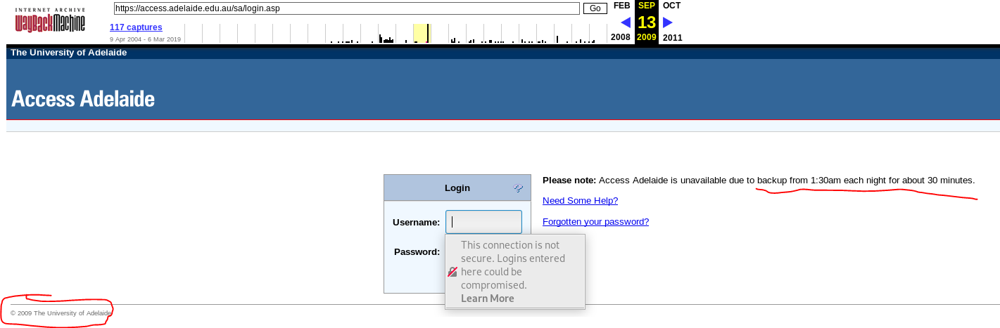 INTERNET ARCHIVE
WayBackMachine
https://access.adelaide.edu.au/sa/login.asp
Go
FEB SEP OCT
117 captures
13
9 Apr 2004 - 6 Mar 2019
2008 2009 2011
The University of Adelaide
Access Adelaide
Login
?
Please note: Access Adelaide is unavailable due to backup from 1:30am each night for about 30 minutes.
Need Some Help?
Username:
Forgotten your password?
Password:
This connection is not
secure. Logins entered
here could be
compromised.
Learn More
© 2009 The University of Adelaide